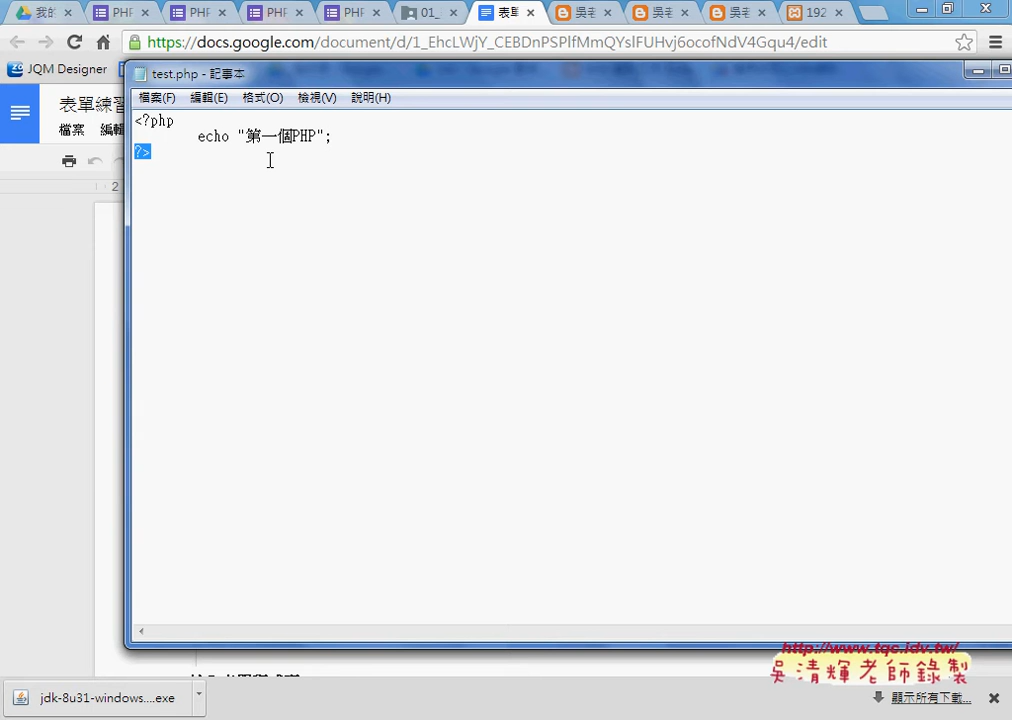 我的
PHP
PHP
PHP
PHP
01_
表單
吳老
吳老
吳老
192
https://docs.google.com/document/d/1_EhcLWjY_CEBDnPSPlfMmQYslFUHvj6ocofNdV4Gqu4/edit
JQM Designer
test.php - 記事本
檔案(F) 編輯(E) 格式(O) 檢視(V) 說明(H)
表單練習
檔案 編輯
2
<?php
echo "第一個PHP";
?>
http://www.tqs.idv.tw/
吳清輝老師錄製
jdk-8u31-windows....exe
顯示所有下載...